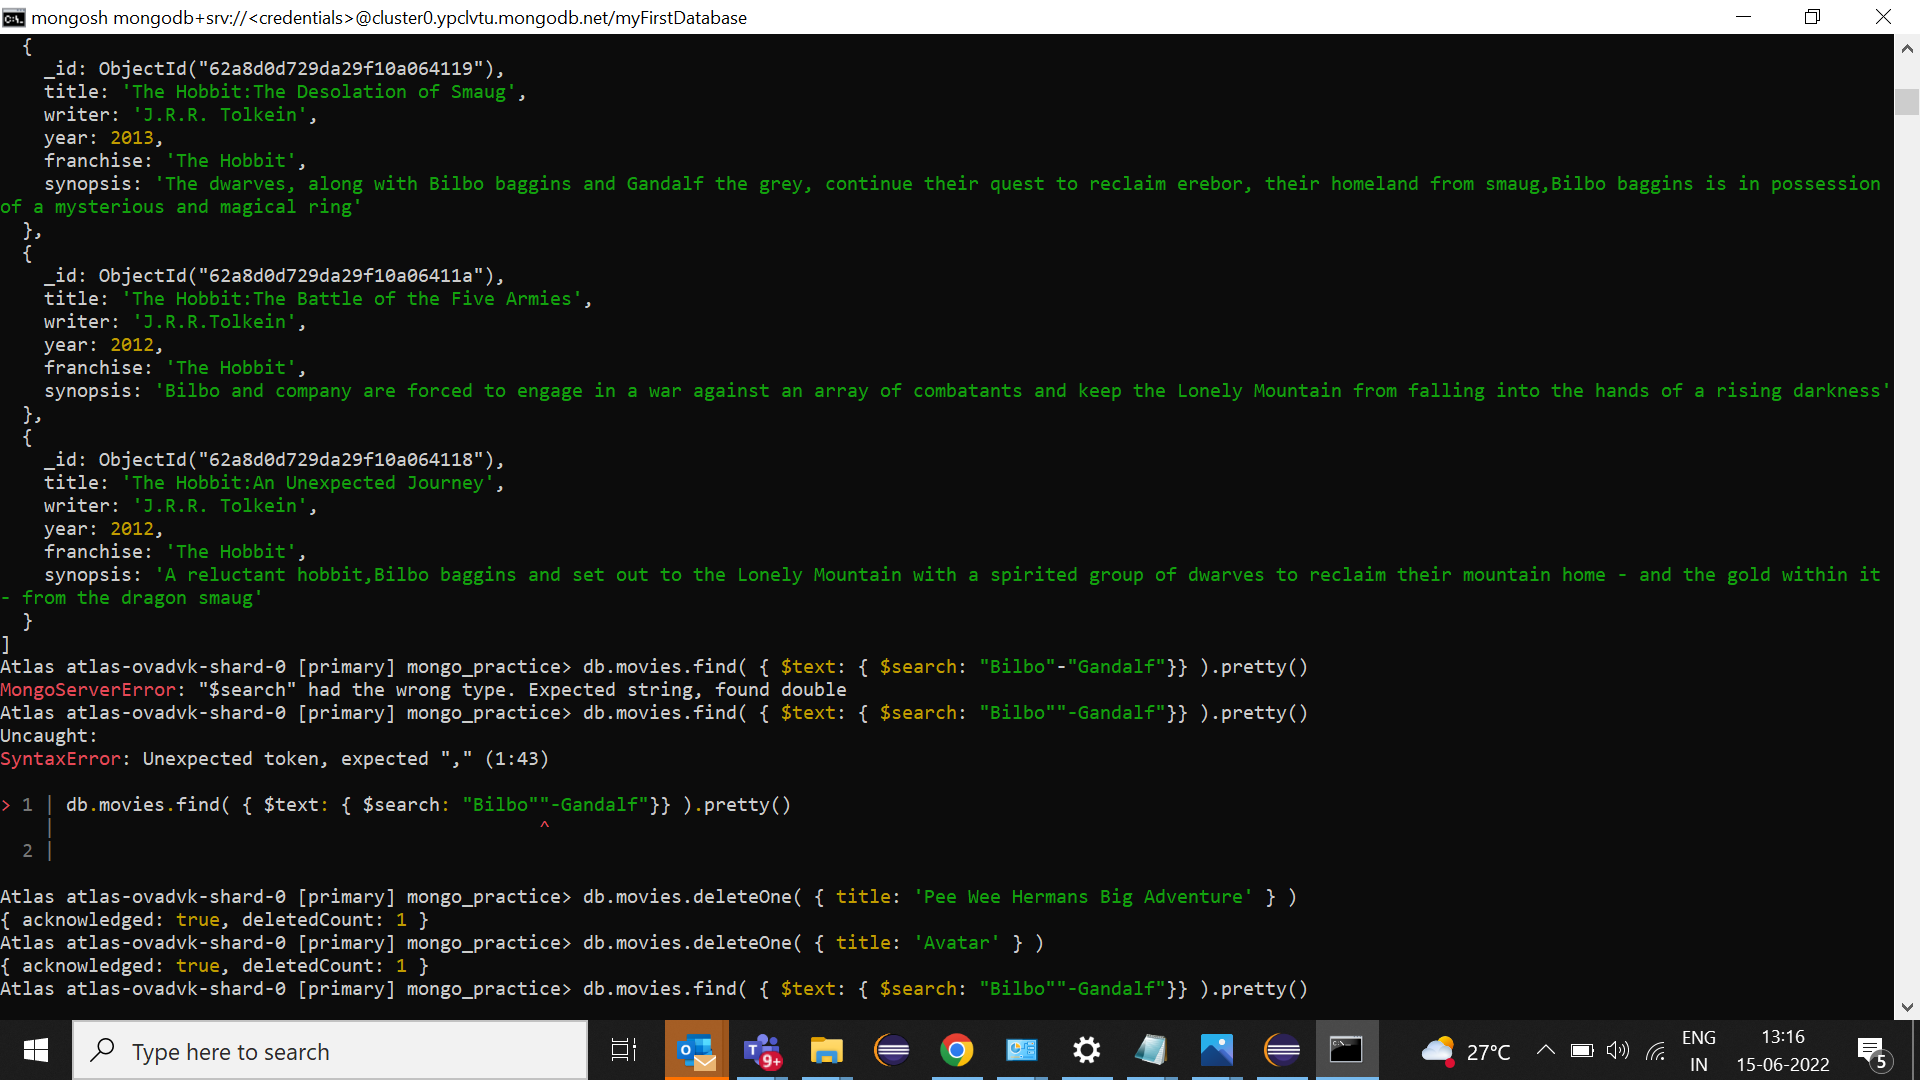 mongosh mongodb+srv://<credentials>@cluster0.ypclvtu.mongodb.net/myFirstDatabase
{
_id: ObjectId("62a8d0d729da29f10a064119"),
title: 'The Hobbit:The Desolation of Smaug',
writer: 'J.R.R. Tolkein',
year: 2013,
franchise: 'The Hobbit',
synopsis: 'The dwarves, along with Bilbo baggins and Gandalf the grey, continue their quest to reclaim erebor, their homeland from smaug,Bilbo baggins is in possession
of a mysterious and magical ring'
},
{
_id: ObjectId("62a8d0d729da29f10a06411a"),
title: 'The Hobbit:The Battle of the Five Armies',
writer: 'J.R.R.Tolkein',
year: 2012,
franchise: 'The Hobbit',
synopsis: 'Bilbo and company are forced to engage in a war against an array of combatants and keep the Lonely Mountain from falling into the hands of a rising darkness'
},
{
_id: ObjectId("62a8d0d729da29f10a064118"),
title: 'The Hobbit:An Unexpected Journey',
writer: 'J.R.R. Tolkein',
year: 2012,
franchise: 'The Hobbit',
synopsis: 'A reluctant hobbit,Bilbo baggins and set out to the Lonely Mountain with a spirited group of dwarves to reclaim their mountain home - and the gold within it
- from the dragon smaug'
}
]
Atlas atlas-ovadvk-shard-0 [primary] mongo_practice> db.movies.find( { $text: { $search: "Bilbo"-"Gandalf"}} ).pretty()
MongoServerError: "$search" had the wrong type. Expected string, found double
Atlas atlas-ovadvk-shard-0 [primary] mongo_practice> db.movies.find( { $text: { $search: "Bilbo""-Gandalf"}} ).pretty()
Uncaught:
SyntaxError: Unexpected token, expected "," (1:43)
> 1 | db.movies.find( { $text: { $search: "Bilbo""-Gandalf"}} ).pretty()
| ^
2 |
Atlas atlas-ovadvk-shard-0 [primary] mongo_practice> db.movies.deleteOne( { title: 'Pee Wee Hermans Big Adventure' } )
{ acknowledged: true, deletedCount: 1 }
Atlas atlas-ovadvk-shard-0 [primary] mongo_practice> db.movies.deleteOne( { title: 'Avatar' } )
{ acknowledged: true, deletedCount: 1 }
Atlas atlas-ovadvk-shard-0 [primary] mongo_practice> db.movies.find( { $text: { $search: "Bilbo""-Gandalf"}} ).pretty()
Type here to search
9+
27°C
ENG
IN
13:16
15-06-2022
5